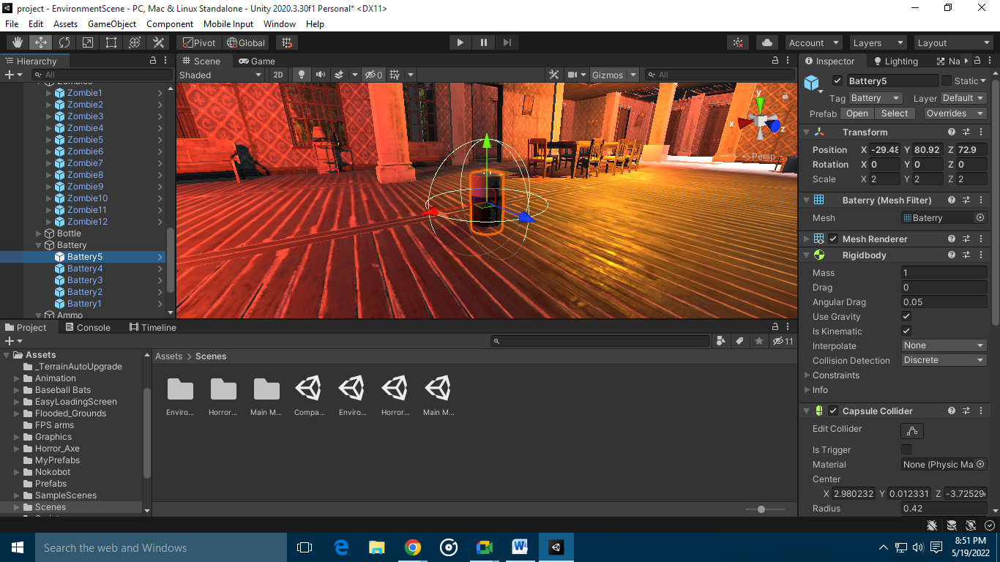 project - EnvironmentScene - PC, Mac & Linux Standalone - Unity 2020.3.30f1 Personal* <DX11>
File Edit Assets GameObject Component Mobile Input Window Help
Pivot Global Account Layers Layout
Hierarchy
All
Zombie1
Zombie2
Zombie3
Zombie4
Zombie5
Zombie6
Zombie7
Zombie8
Zombie9
Zombie10
Zombie11
Zombie12
Bottle
Battery
Battery5
Battery4
Battery3
Battery2
Battery1
Ammo
Scene Game
Shaded 2D 0 Gizmos All
y
x
z
Persp
Inspector Lighting Na
Battery5 Static
Tag Battery Layer Default
Prefab Open Select Overrides
Transform
Position X -29.48 Y 80.92 Z 72.9
Rotation X 0 Y 0 Z 0
Scale X 2 Y 2 Z 2
Baterry (Mesh Filter)
Mesh Baterry
Mesh Renderer
Rigidbody
Mass 1
Drag 0
Angular Drag 0.05
Use Gravity
Is Kinematic
Interpolate None
Collision Detection Discrete
Constraints
Info
Capsule Collider
Edit Collider
Is Trigger
Material None (Physic Ma
Center
X 2.980232 Y 0.012331 Z -3.72529
Radius 0.42
Project Console Timeline
11
Assets
_TerrainAutoUpgrade
Animation
Baseball Bats
EasyLoadingScreen
Flooded_Grounds
FPS arms
Graphics
Horror_Axe
MyPrefabs
Nokobot
Prefabs
SampleScenes
Scenes
Assets > Scenes
Enviro... Horror... Main M... Compa... Enviro... Horror... Main M...
Search the web and Windows
8:51 PM
5/19/2022